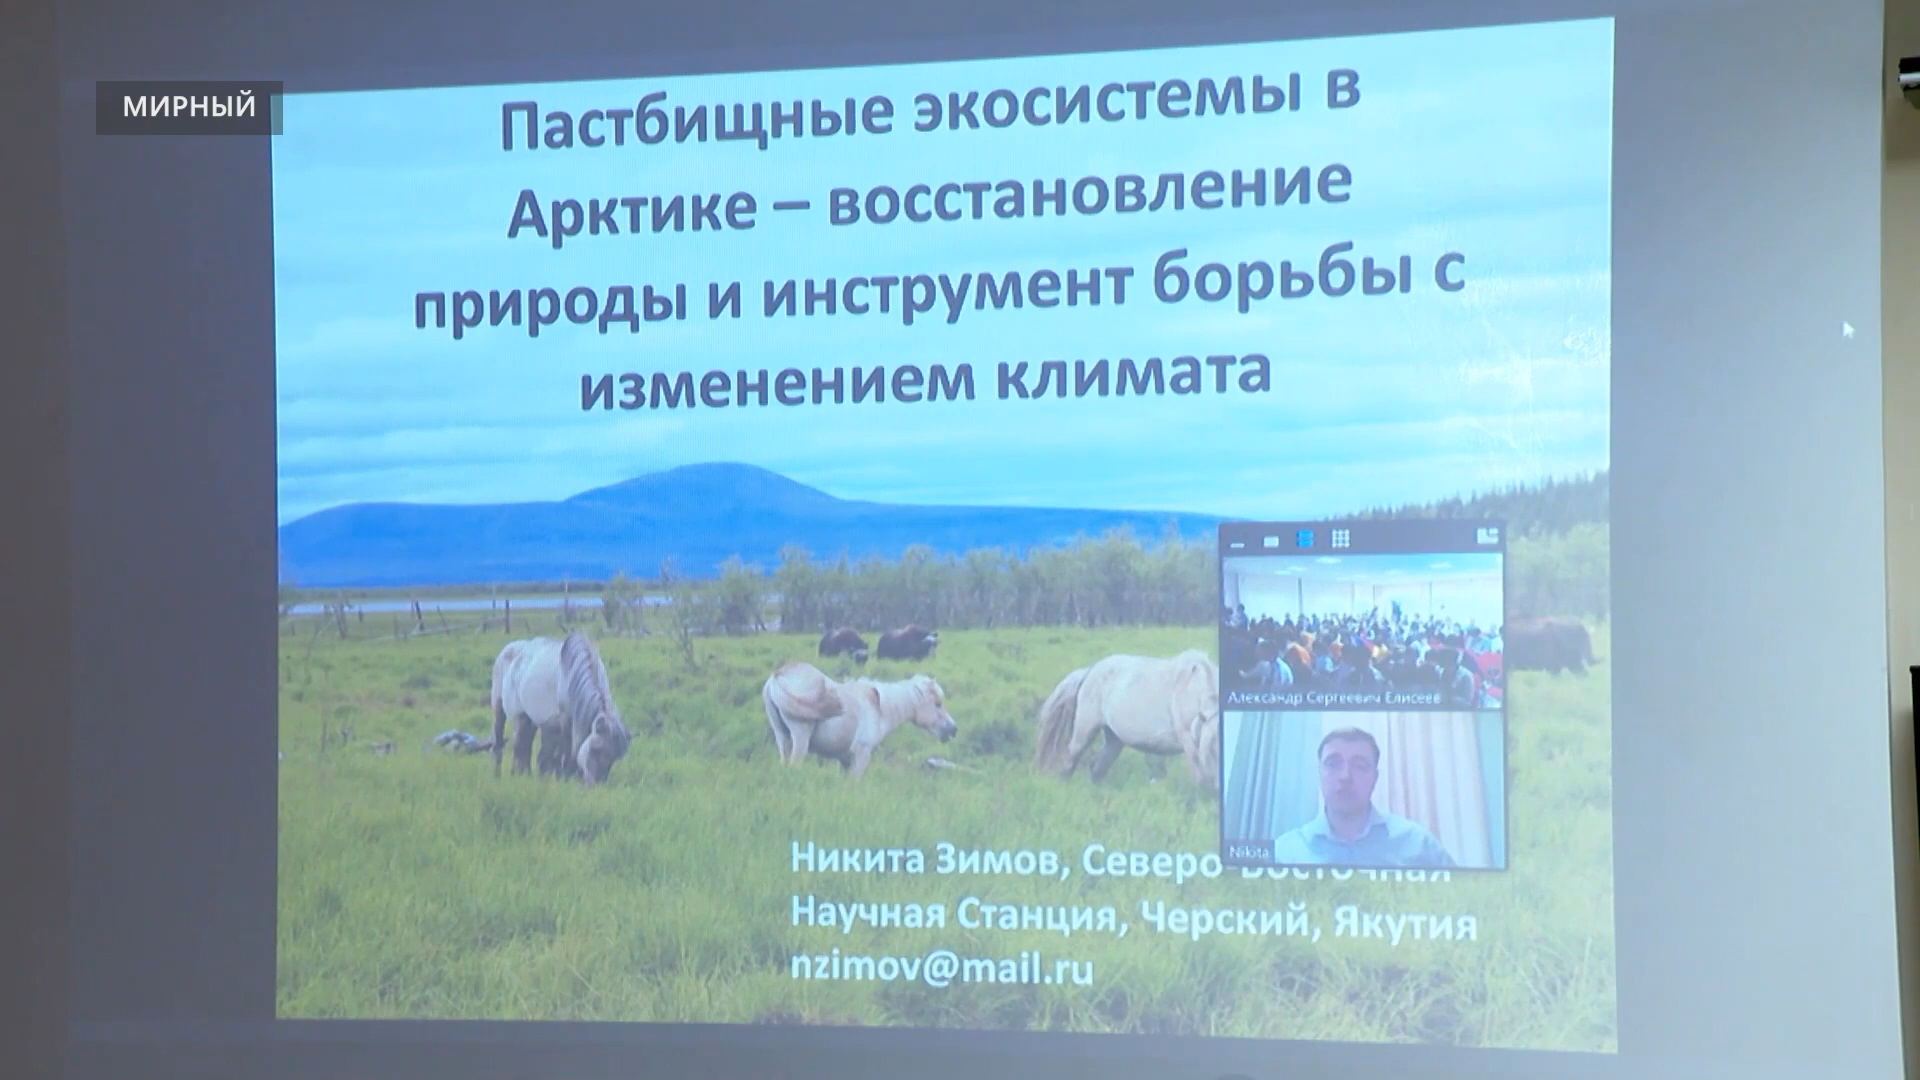 МИРНЫЙ
Пастбищные экосистемы в
Арктике – восстановление
природы и инструмент борьбы с
изменением климата
Александр Сергеевич Елисеев
Nikita
Никита Зимов, Северо-Восточная
Научная Станция, Черский, Якутия
nzimov@mail.ru